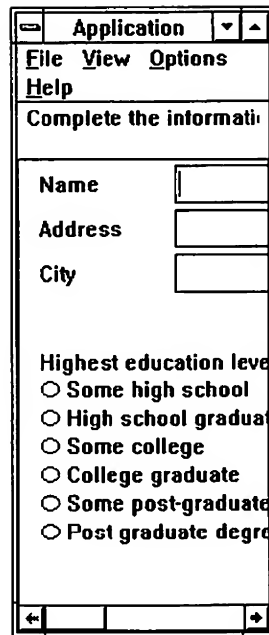 Application
File View Options
Help
Complete the informati
Name
Address
City
Highest education leve
Some high school
High school graduat
Some college
College graduate
Some post-graduate
Post graduate degre